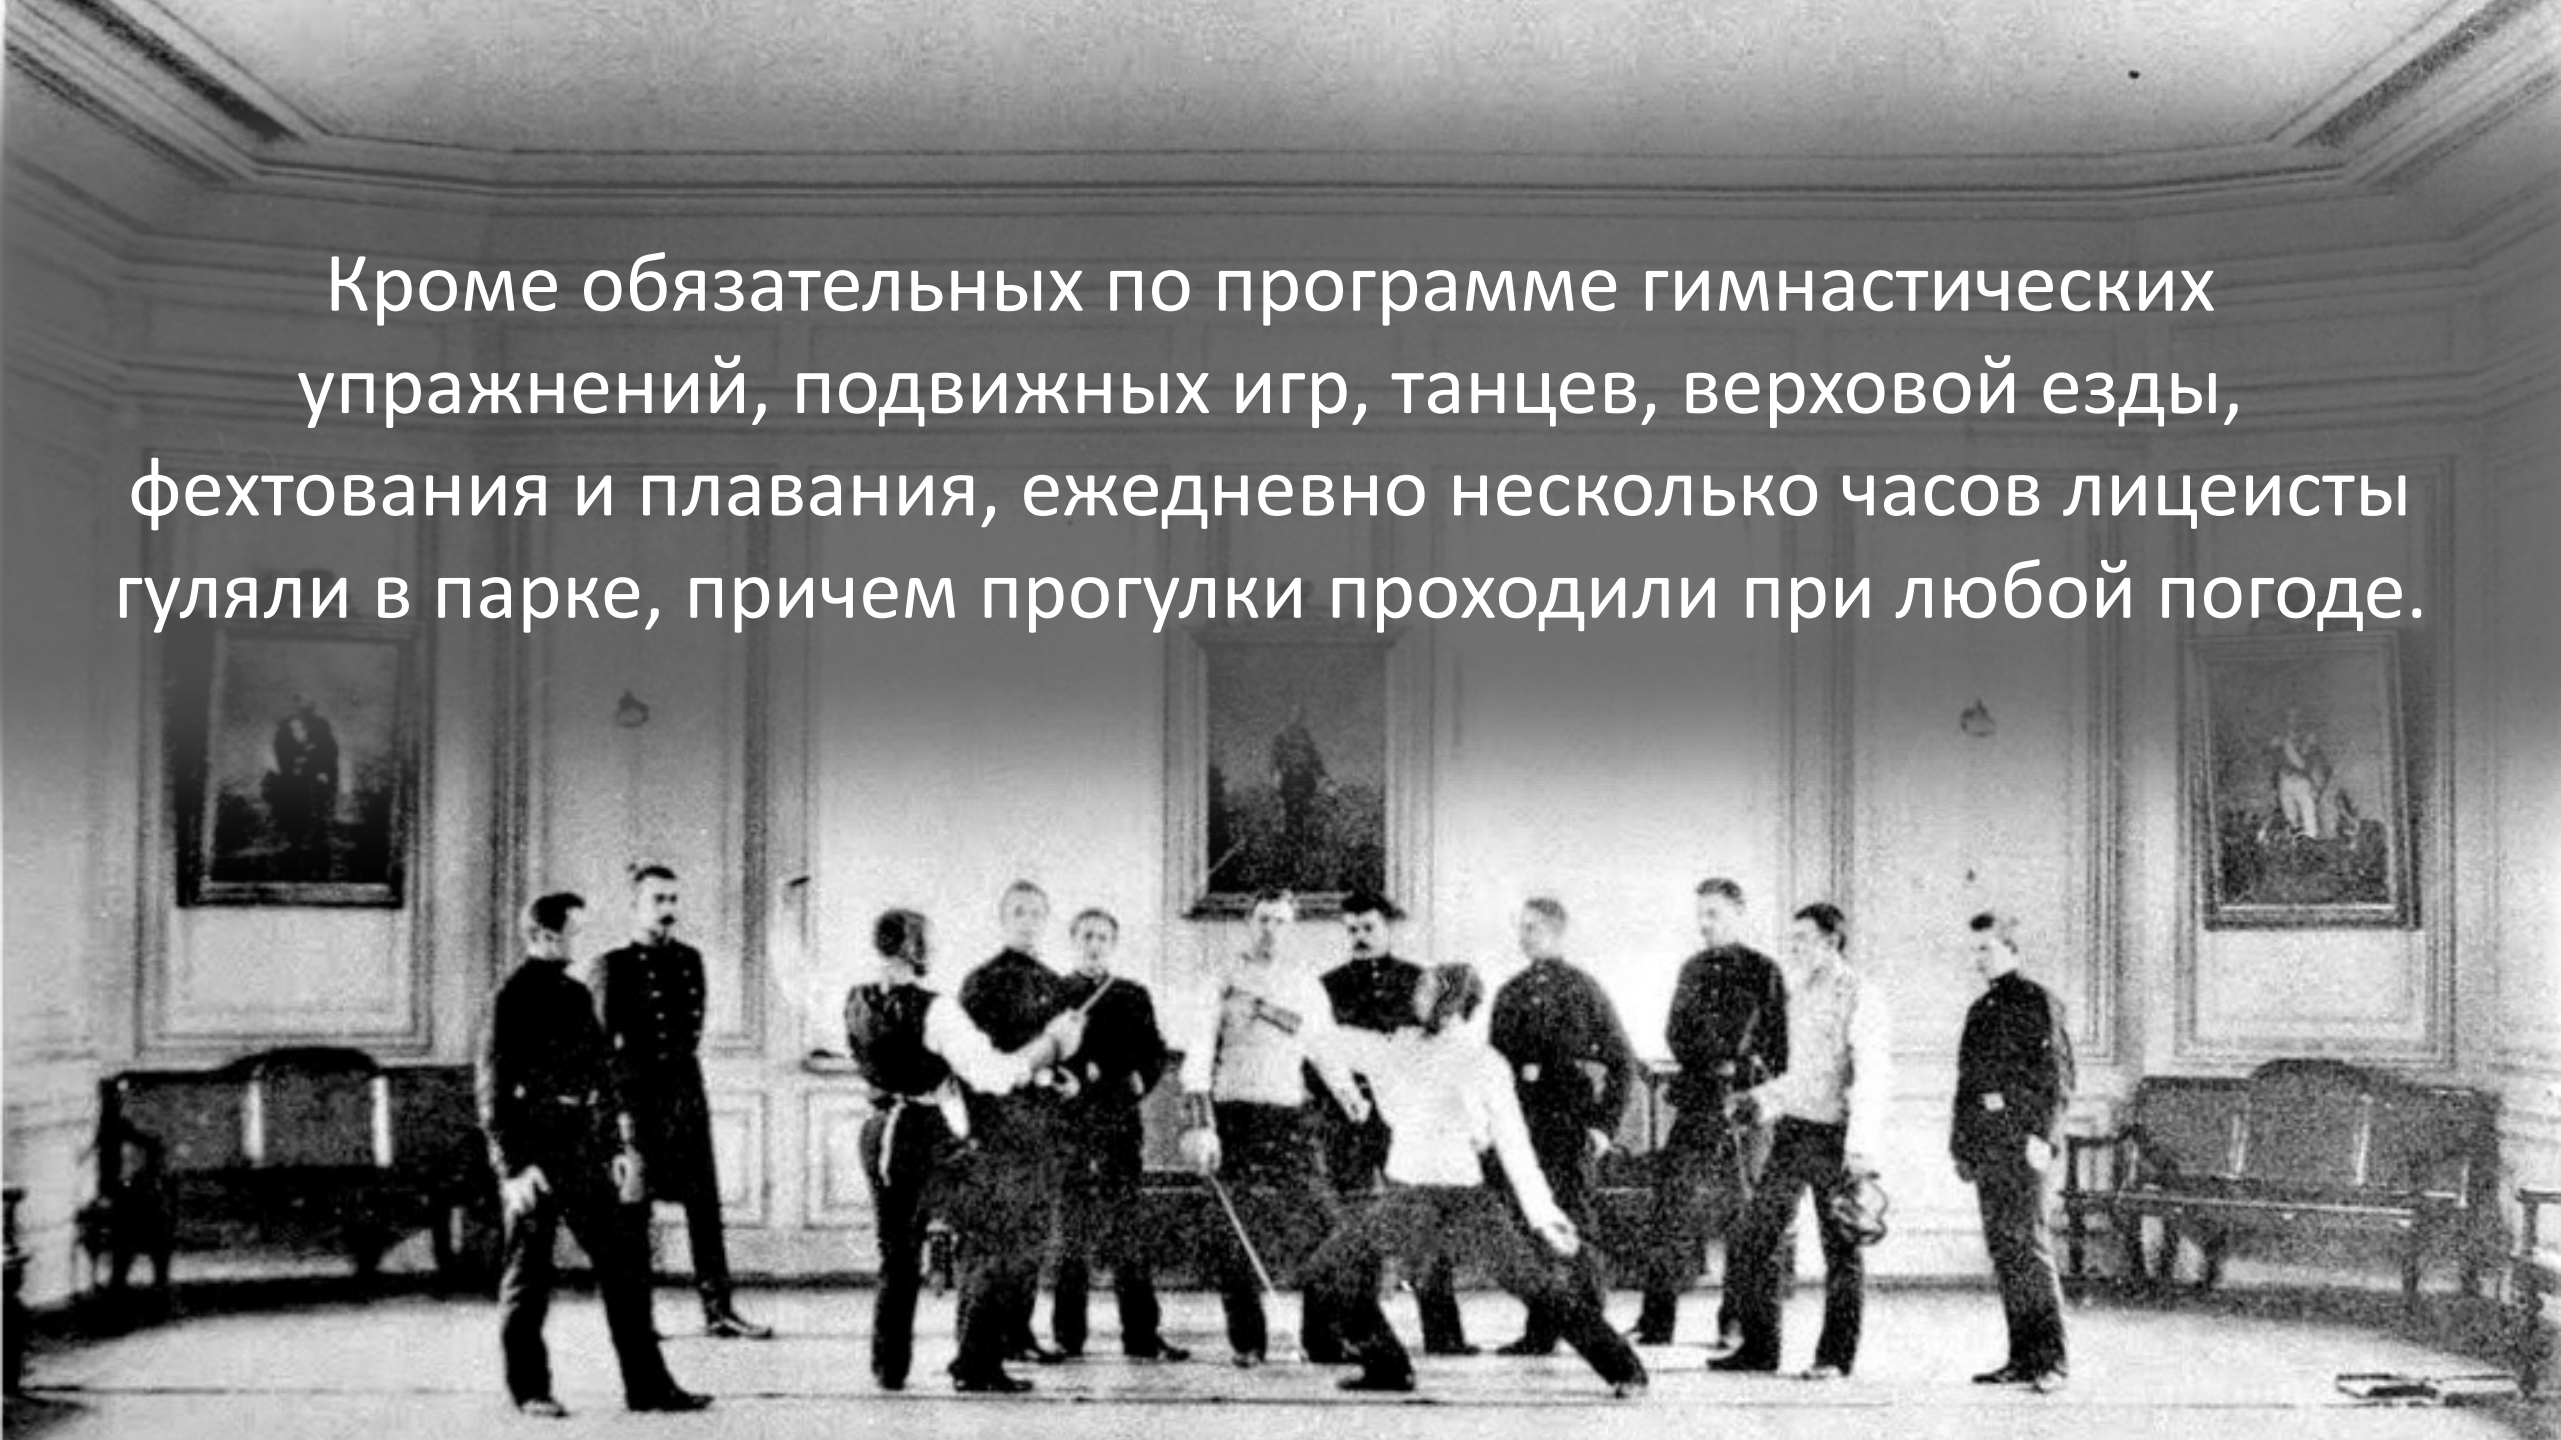 Кроме обязательных по программе гимнастических
упражнений, подвижных игр, танцев, верховой езды,
фехтования и плавания, ежедневно несколько часов лицеисты
гуляли в парке, причем прогулки проходили при любой погоде.